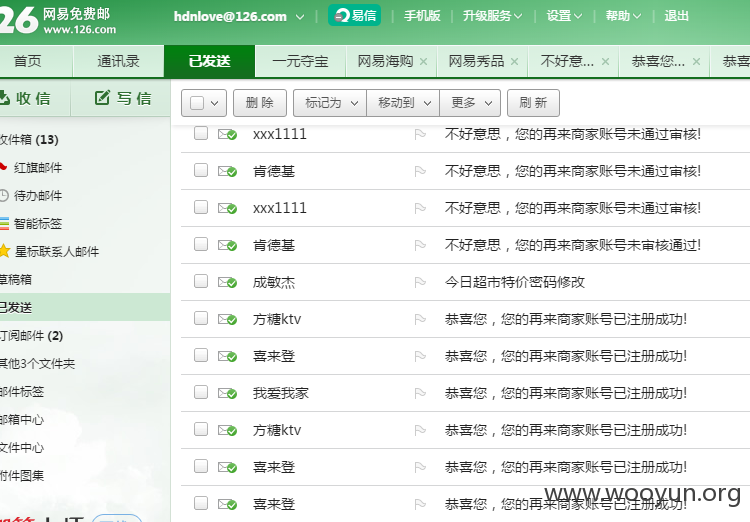 26 网易免费邮 www.126.com
hdnlove@126.com | 易信 | 手机版 | 升级服务 | 设置 | 帮助 | 退出
首页 通讯录 已发送 一元夺宝 网易海购 × 网易秀品 × 不好意... × 恭喜您... × 恭喜
收信 写信
删 除 标记为 移动到 更多 刷 新
收件箱 (13)
红旗邮件
待办邮件
智能标签
星标联系人邮件
草稿箱
已发送
订阅邮件 (2)
其他3个文件夹
邮件标签
邮箱中心
文件中心
附件图集
xxx1111 不好意思，您的再来商家账号未通过审核!
肯德基 不好意思，您的再来商家账号未通过审核!
xxx1111 不好意思，您的再来商家账号未通过审核!
肯德基 不好意思，您的再来商家账号未审核通过!
成敏杰 今日超市特价密码修改
方糖ktv 恭喜您，您的再来商家账号已注册成功!
喜来登 恭喜您，您的再来商家账号已注册成功!
我爱我家 恭喜您，您的再来商家账号已注册成功!
方糖ktv 恭喜您，您的再来商家账号已注册成功!
喜来登 恭喜您，您的再来商家账号已注册成功!
喜来登 恭喜您，您的再来商家账号已注册成功!
www.wooyun.org